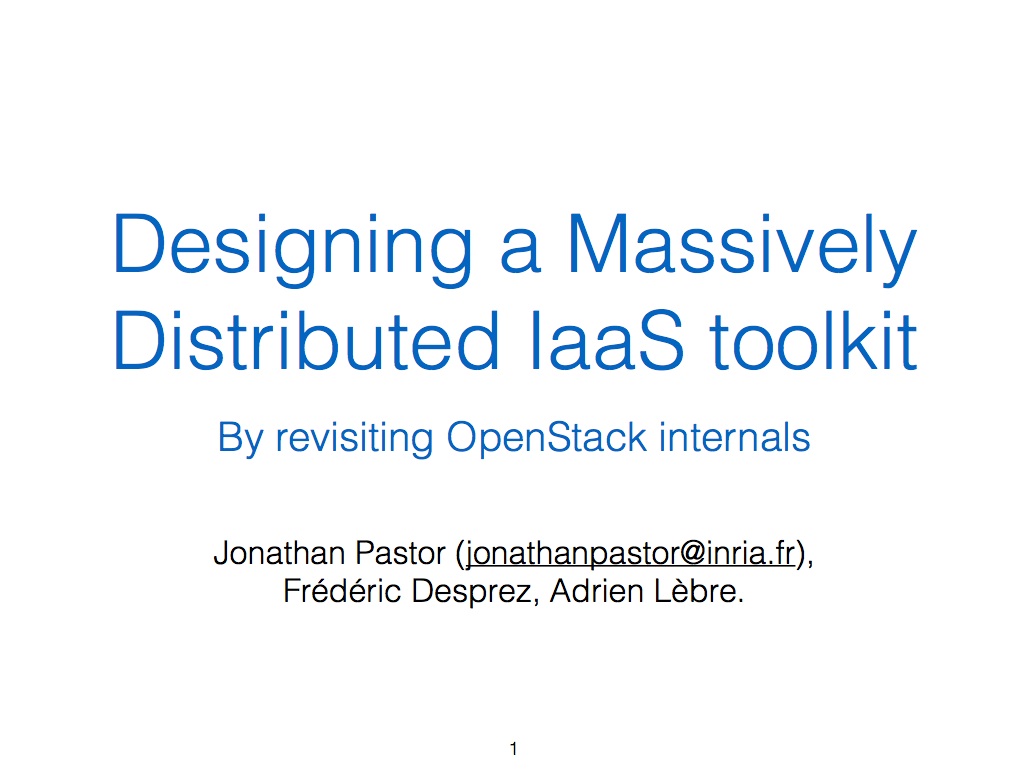 Designing a Massively
Distributed IaaS toolkit
By revisiting OpenStack internals
Jonathan Pastor (jonathanpastor@inria.fr),
Frédéric Desprez, Adrien Lèbre.
1